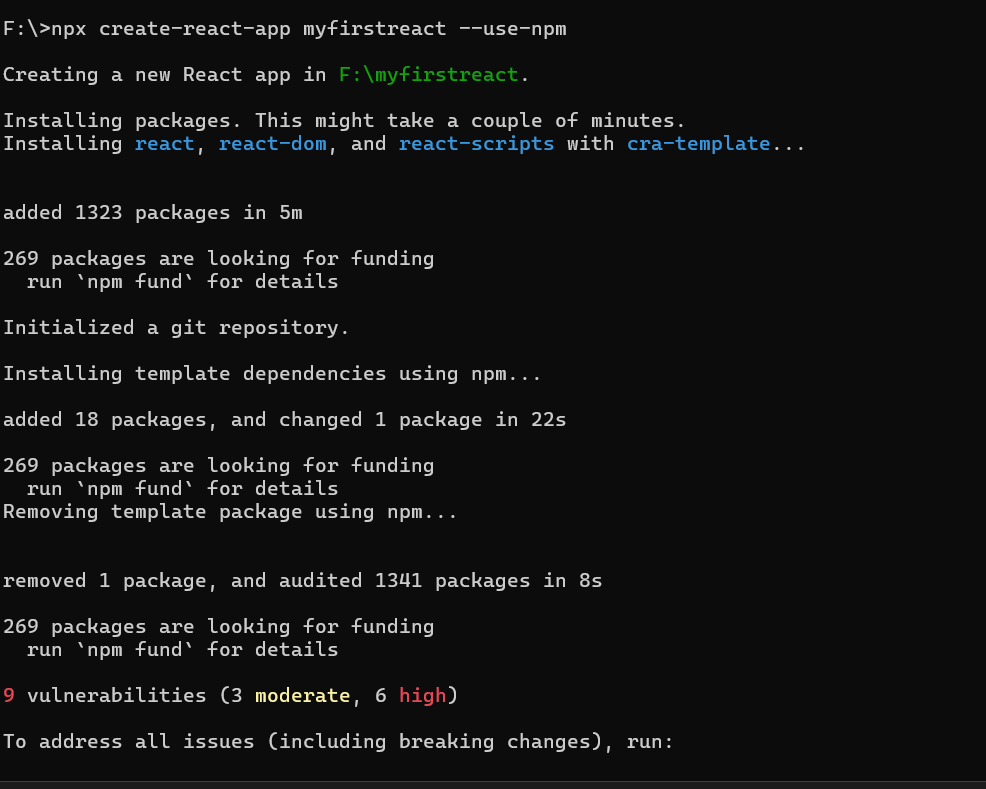 F:\>npx create-react-app myfirstreact --use-npm
Creating a new React app in F:\myfirstreact.
Installing packages. This might take a couple of minutes.
Installing react, react-dom, and react-scripts with cra-template...
added 1323 packages in 5m
269 packages are looking for funding
  run `npm fund` for details
Initialized a git repository.
Installing template dependencies using npm...
added 18 packages, and changed 1 package in 22s
269 packages are looking for funding
  run `npm fund` for details
Removing template package using npm...
removed 1 package, and audited 1341 packages in 8s
269 packages are looking for funding
  run `npm fund` for details
9 vulnerabilities (3 moderate, 6 high)
To address all issues (including breaking changes), run: